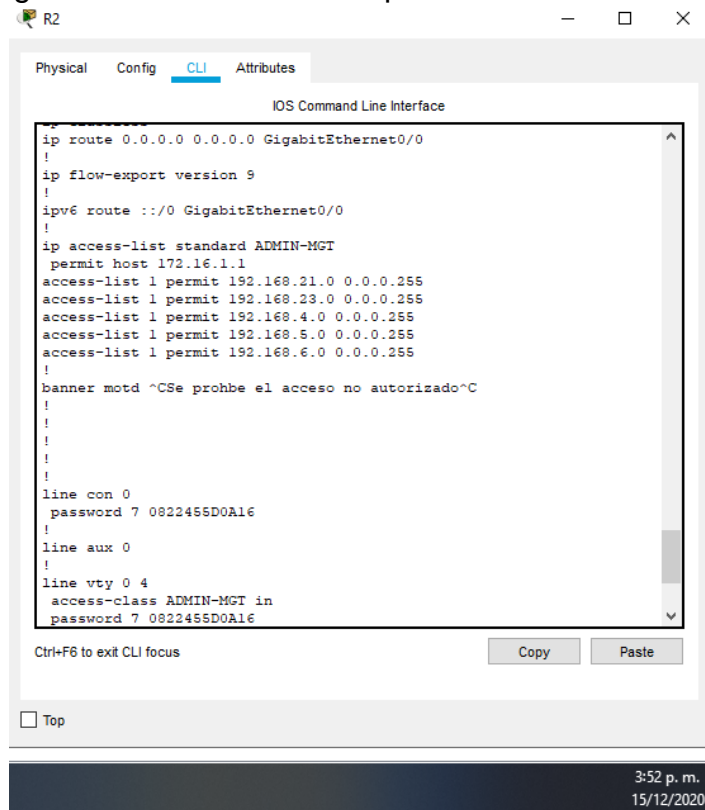 R2
Physical Config CLI Attributes
IOS Command Line Interface
ip route 0.0.0.0 0.0.0.0 GigabitEthernet0/0
!
ip flow-export version 9
!
ipv6 route ::/0 GigabitEthernet0/0
!
ip access-list standard ADMIN-MGT
permit host 172.16.1.1
access-list 1 permit 192.168.21.0 0.0.0.255
access-list 1 permit 192.168.23.0 0.0.0.255
access-list 1 permit 192.168.4.0 0.0.0.255
access-list 1 permit 192.168.5.0 0.0.0.255
access-list 1 permit 192.168.6.0 0.0.0.255
!
banner motd ^CSe prohbe el acceso no autorizado^C
!
!
!
!
!
line con 0
password 7 0822455D0A16
!
line aux 0
!
line vty 0 4
access-class ADMIN-MGT in
password 7 0822455D0A16
Ctrl+F6 to exit CLI focus
Copy Paste
Top
3:52 p. m.
15/12/2020